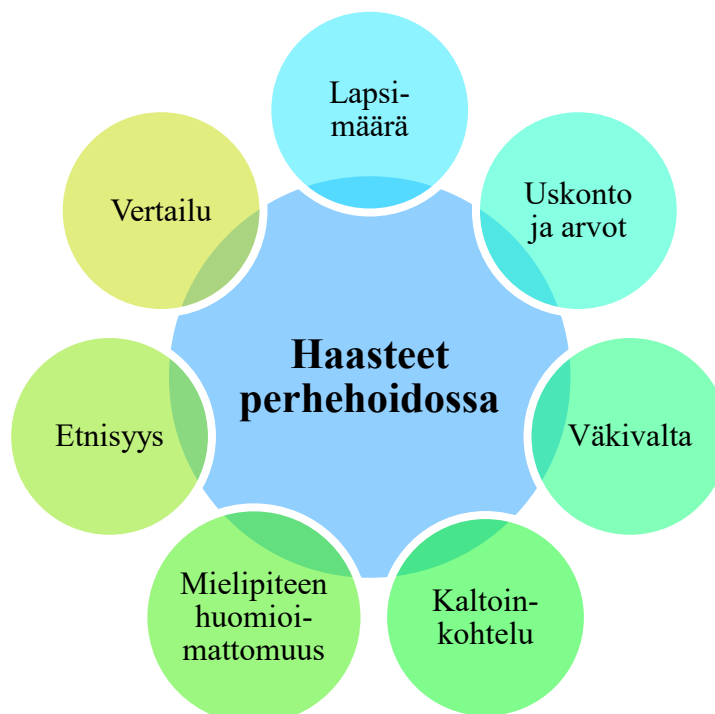 Haasteet
perhehoidossa
Lapsi-
määrä
Uskonto
ja arvot
Väkivalta
Kaltoin-
kohtelu
Mielipiteen
huomioi-
mattomuus
Etnisyys
Vertailu